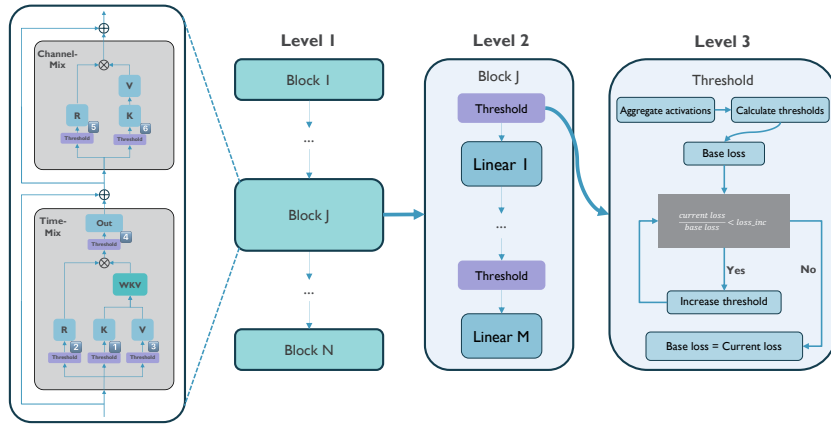 Channel-
Mix
V
R
K
5
6
Threshold
Threshold
Time-
Mix
Out
4
Threshold
WKV
R
K
V
2
1
3
Threshold
Threshold
Threshold
Level 1
Block 1
...
Block J
...
Block N
Level 2
Block J
Threshold
Linear 1
...
Threshold
Linear M
Level 3
Threshold
Aggregate activations
Calculate thresholds
Base loss
current loss
base loss
< loss_inc
Yes
No
Increase threshold
Base loss = Current loss